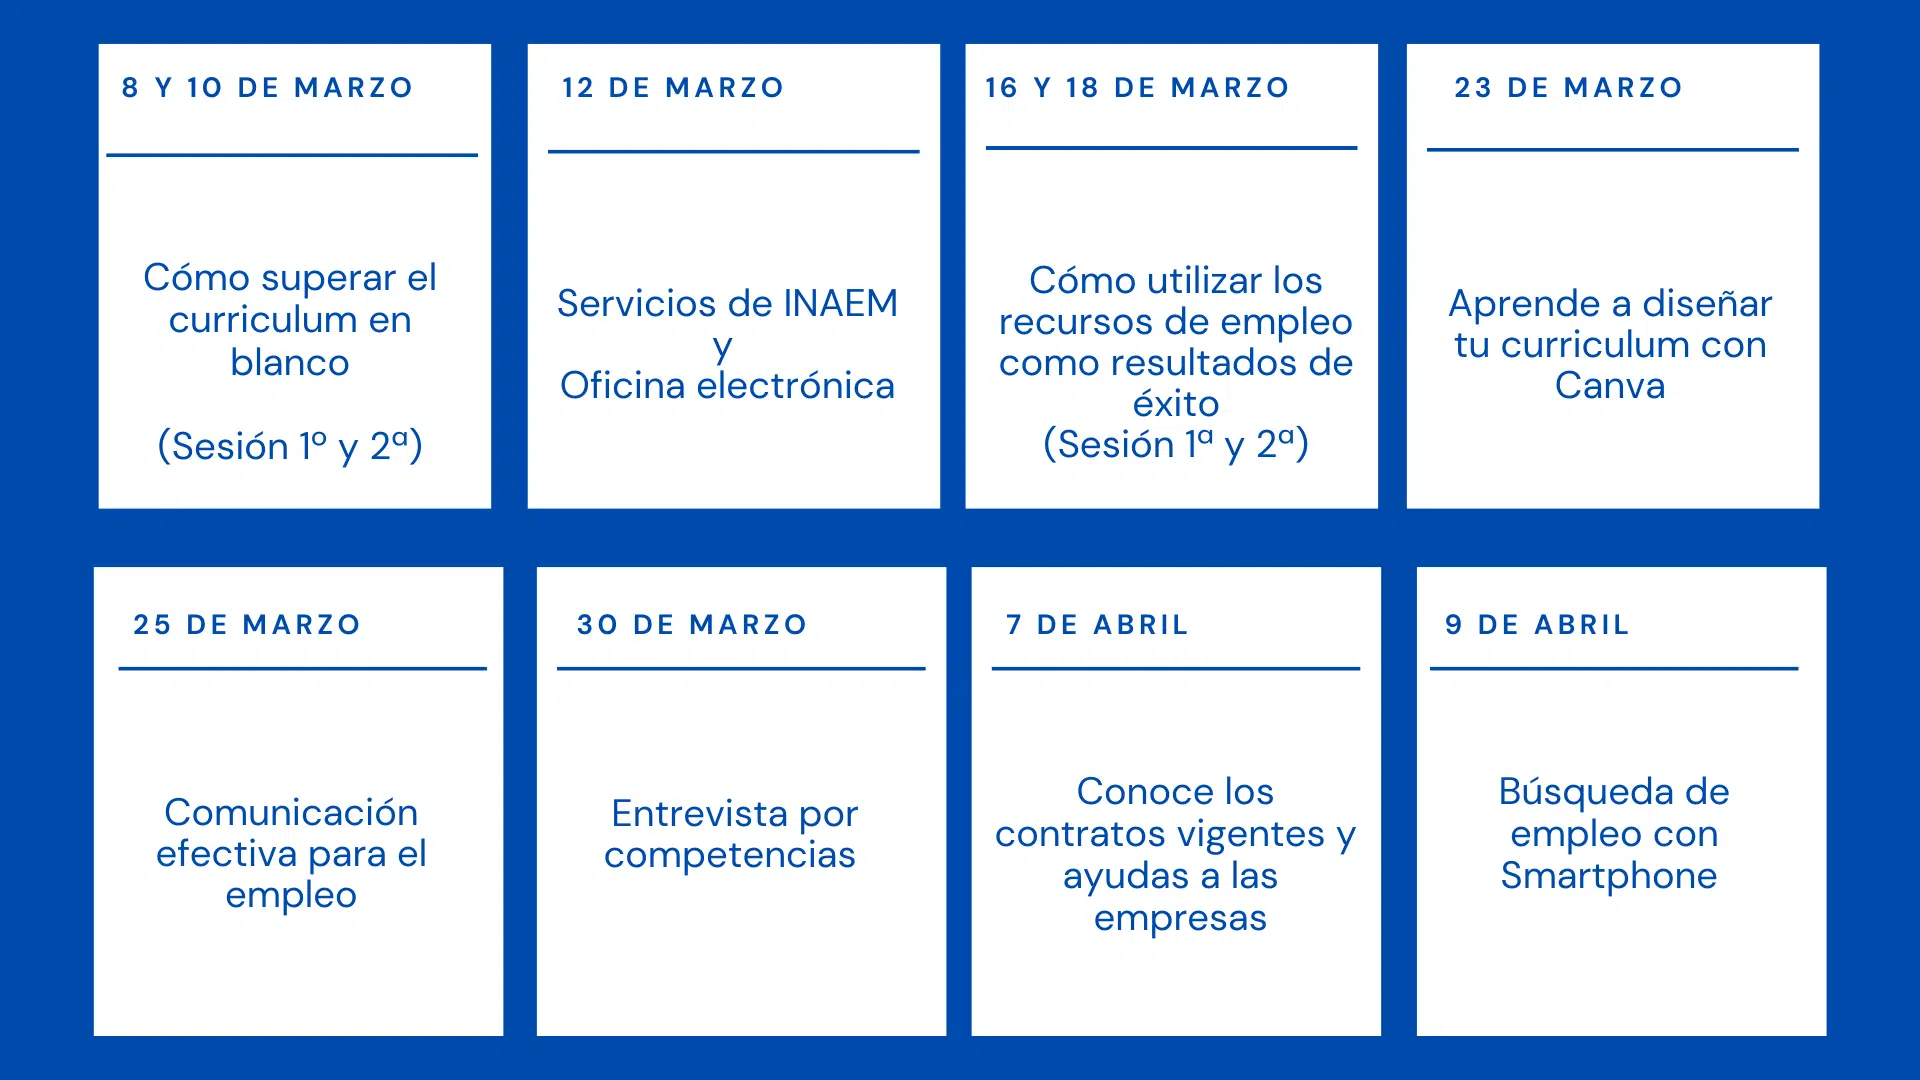 8 Y 10 DE MARZO
Cómo superar el
curriculum en
blanco
(Sesión 1º y 2ª)
12 DE MARZO
Servicios de INAEM
y
Oficina electrónica
16 Y 18 DE MARZO
Cómo utilizar los
recursos de empleo
como resultados de
éxito
(Sesión 1ª y 2ª)
23 DE MARZO
Aprende a diseñar
tu curriculum con
Canva
25 DE MARZO
Comunicación
efectiva para el
empleo
30 DE MARZO
Entrevista por
competencias
7 DE ABRIL
Conoce los
contratos vigentes y
ayudas a las
empresas
9 DE ABRIL
Búsqueda de
empleo con
Smartphone